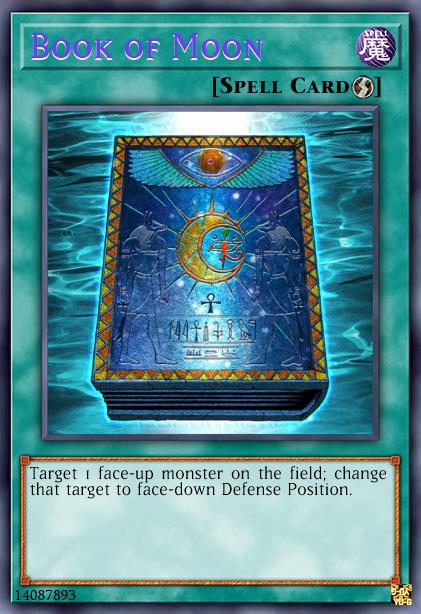 Book of Moon
SPELL
魔
[Spell Card]
Target 1 face-up monster on the field; change
that target to face-down Defense Position.
14087893